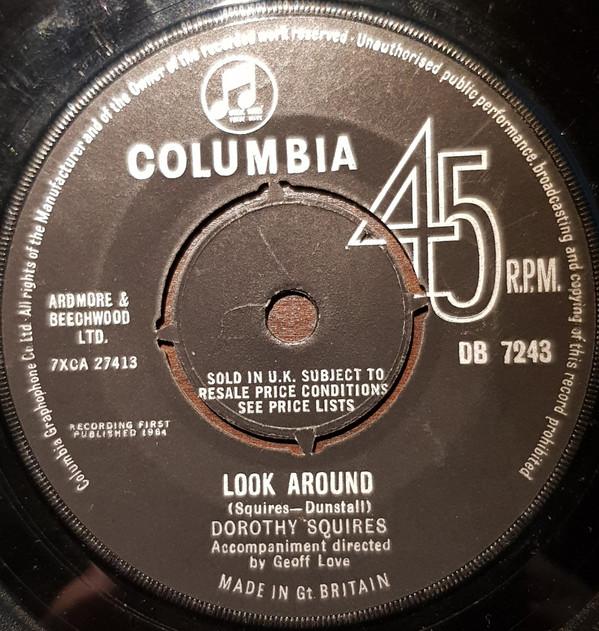 Columbia Graphophone Co Ltd · All rights of the Manufacturer and of the Owner of the recorded work reserved · Unauthorised public performance broadcasting and copying of this record prohibited
COLUMBIA
45
R.P.M.
ARDMORE &
BEECHWOOD
LTD.
7XCA 27413
DB 7243
SOLD IN U.K. SUBJECT TO
RESALE PRICE CONDITIONS
SEE PRICE LISTS
RECORDING FIRST
PUBLISHED 1964
LOOK AROUND
(Squires—Dunstall)
DOROTHY SQUIRES
Accompaniment directed
by Geoff Love
MADE IN Gt. BRITAIN